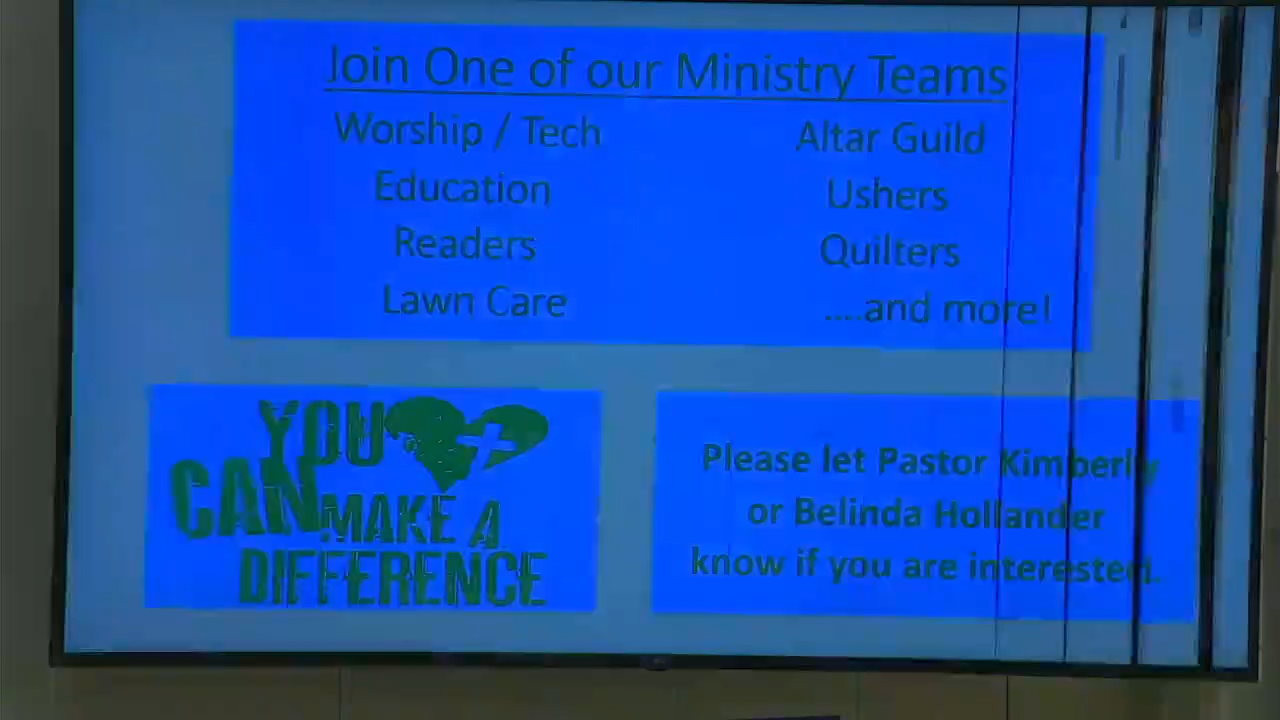 Join One of our Ministry Teams
Worship / Tech
Altar Guild
Education
Ushers
Readers
Quilters
Lawn Care
....and more!
YOU
CAN MAKE A
DIFFERENCE
Please let Pastor Kimberly
or Belinda Hollander
know if you are interested.